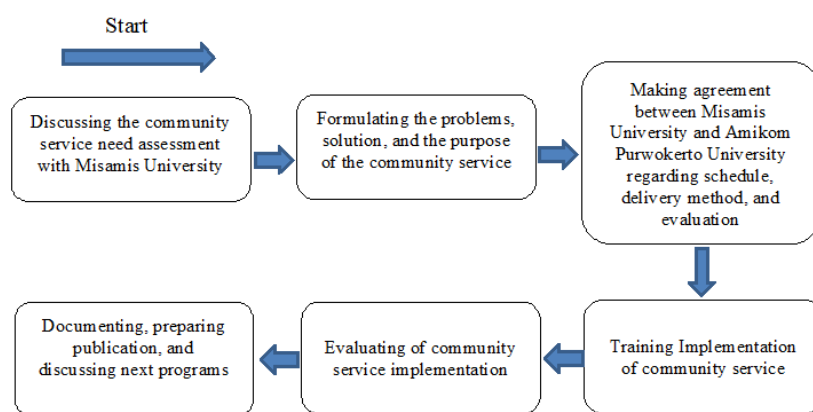 Start
Discussing the community
service need assessment
with Misamis University
Formulating the problems,
solution, and the purpose
of the community service
Making agreement
between Misamis
University and Amikom
Purwokerto University
regarding schedule,
delivery method, and
evaluation
Training Implementation
of community service
Evaluating of community
service implementation
Documenting, preparing
publication, and
discussing next programs